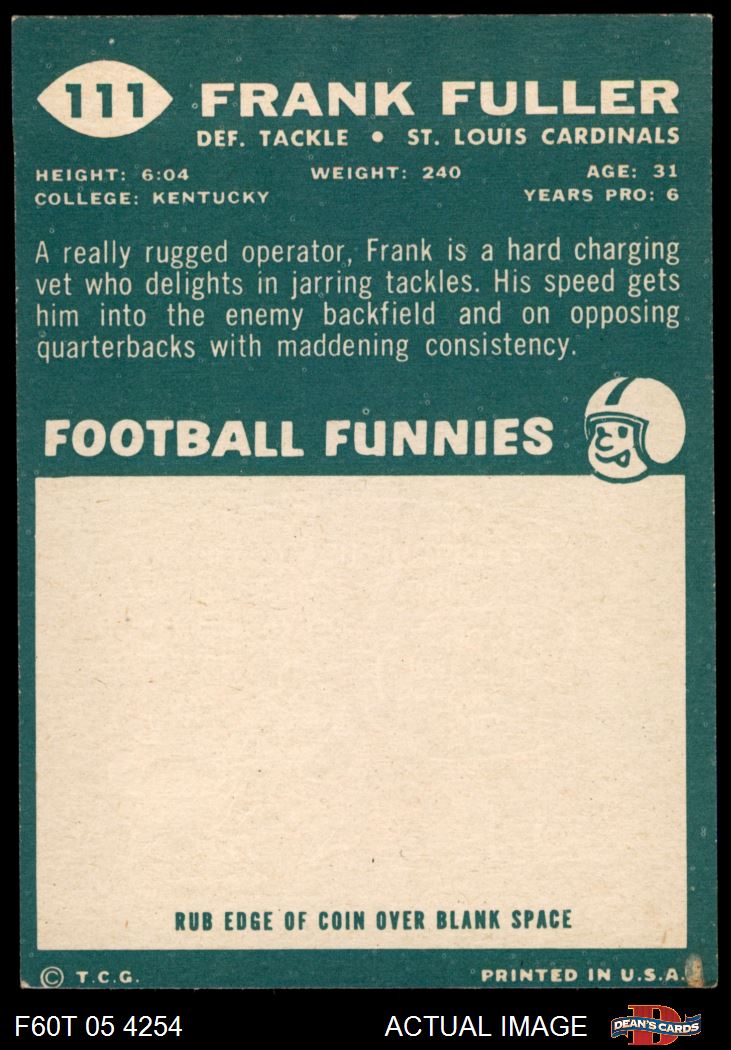 111 FRANK FULLER
DEF. TACKLE • ST. LOUIS CARDINALS
HEIGHT: 6:04 WEIGHT: 240 AGE: 31
COLLEGE: KENTUCKY YEARS PRO: 6
A really rugged operator, Frank is a hard charging
vet who delights in jarring tackles. His speed gets
him into the enemy backfield and on opposing
quarterbacks with maddening consistency.
FOOTBALL FUNNIES
RUB EDGE OF COIN OVER BLANK SPACE
© T.C.G. PRINTED IN U.S.A.
F60T 05 4254 ACTUAL IMAGE D DEAN'S CARDS